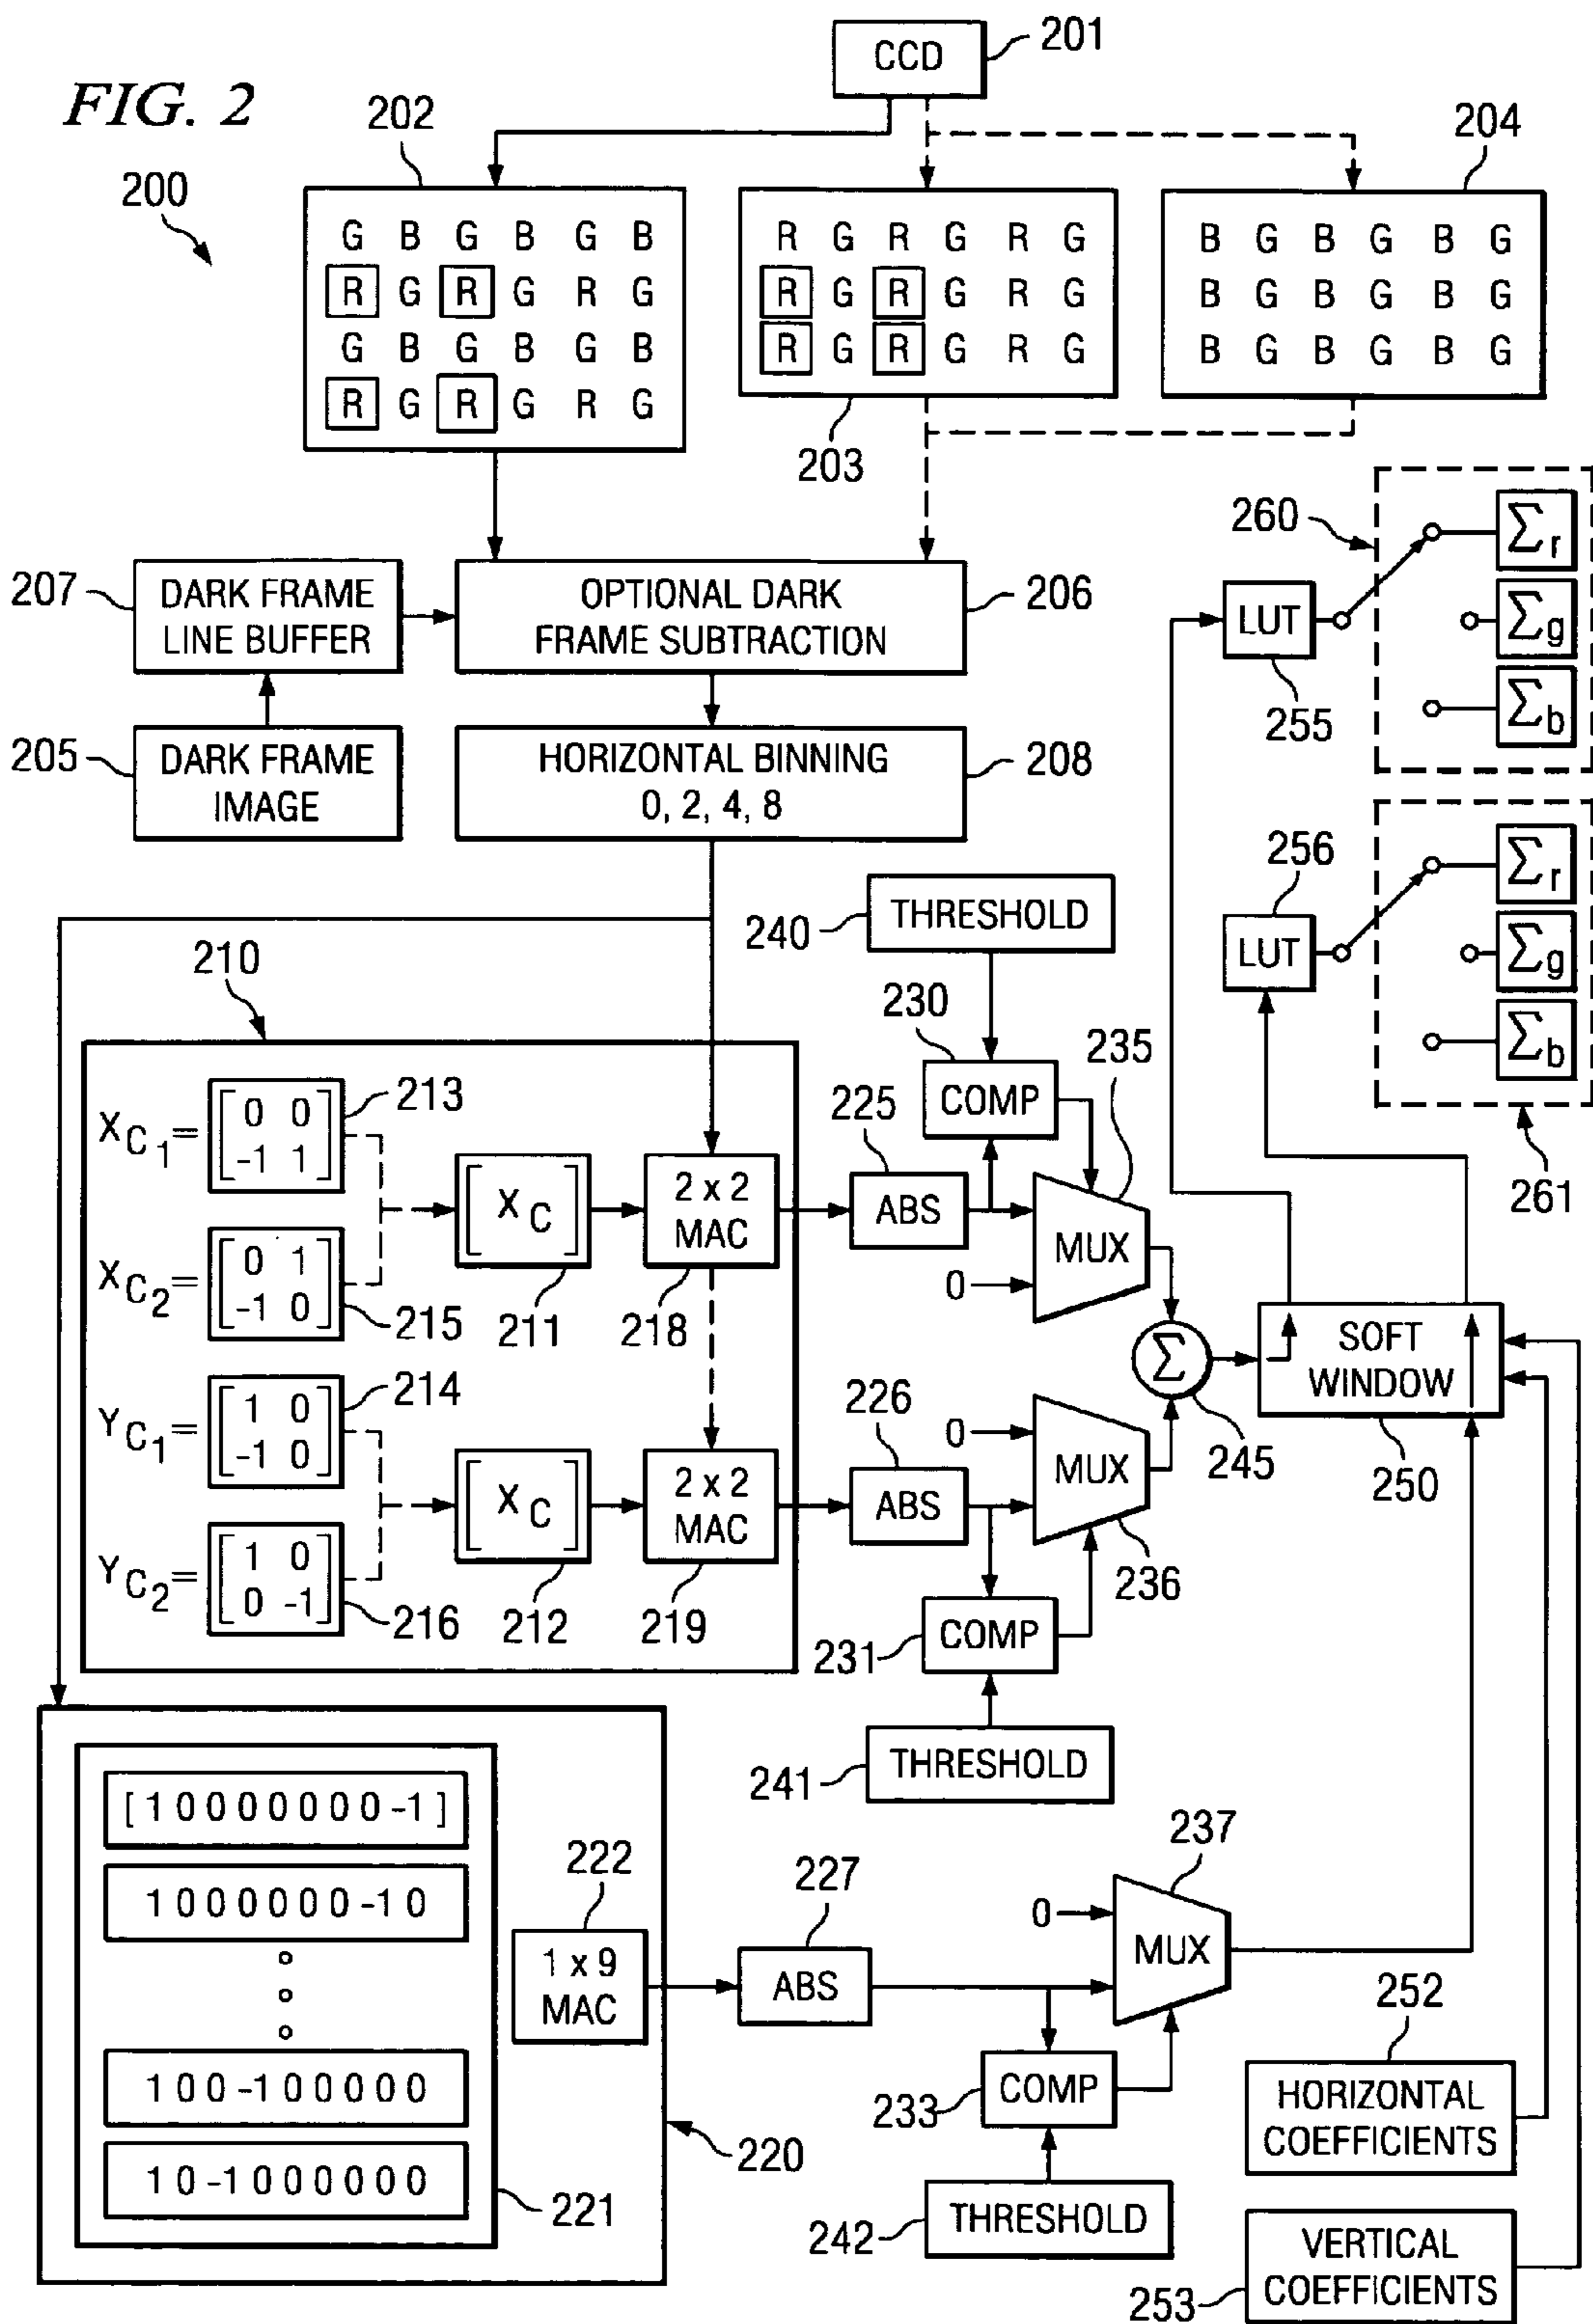 FIG. 2
200
CCD
201
202
G B G B G B
R G R G R G
G B G B G B
R G R G R G
R G R G R G
R G R G R G
R G R G R G
203
204
B G B G B G
B G B G B G
B G B G B G
207
DARK FRAME
LINE BUFFER
OPTIONAL DARK
FRAME SUBTRACTION
206
205
DARK FRAME
IMAGE
HORIZONTAL BINNING
0, 2, 4, 8
208
260
LUT
255
Σr
Σg
Σb
256
LUT
Σr
Σg
Σb
261
210
XC1=
[0 0
-1 1]
213
XC2=
[0 1
-1 0]
215
[XC]
211
2 x 2
MAC
218
YC1=
[1 0
-1 0]
214
YC2=
[1 0
0 -1]
216
[XC]
212
2 x 2
MAC
219
240
THRESHOLD
230
COMP
225
ABS
235
MUX
0
Σ
245
226
ABS
0
MUX
236
231
COMP
241
THRESHOLD
SOFT
WINDOW
250
[1 0 0 0 0 0 0 0 -1]
1 0 0 0 0 0 0 -1 0
1 0 0 -1 0 0 0 0 0
1 0 -1 0 0 0 0 0 0
221
220
222
1 x 9
MAC
227
ABS
237
0
MUX
233
COMP
242
THRESHOLD
252
HORIZONTAL
COEFFICIENTS
253
VERTICAL
COEFFICIENTS